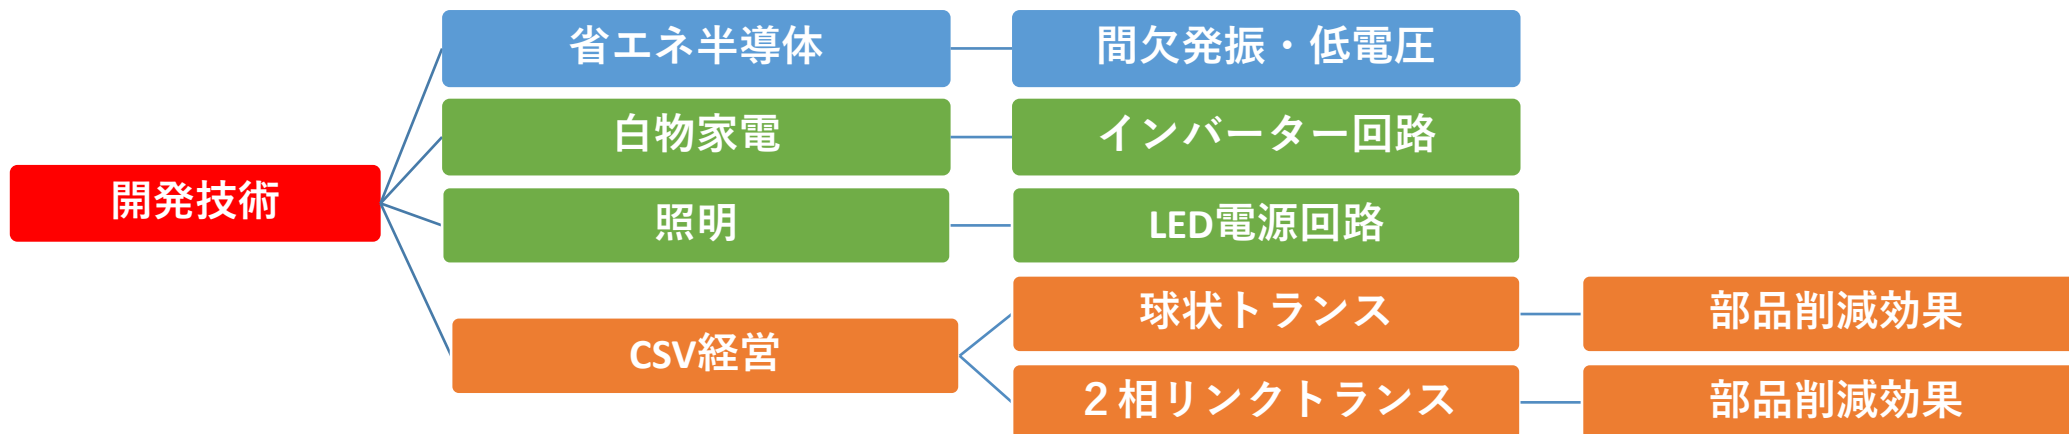 省エネ半導体
間欠発振・低電圧
白物家電
インバーター回路
開発技術
照明
LED電源回路
CSV経営
球状トランス
部品削減効果
２相リンクトランス
部品削減効果